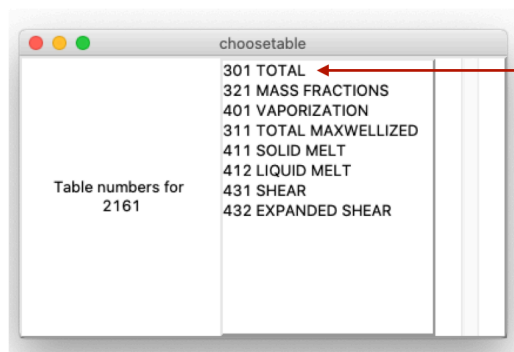 choosetable
Table numbers for
2161
301 TOTAL
321 MASS FRACTIONS
401 VAPORIZATION
311 TOTAL MAXWELLIZED
411 SOLID MELT
412 LIQUID MELT
431 SHEAR
432 EXPANDED SHEAR